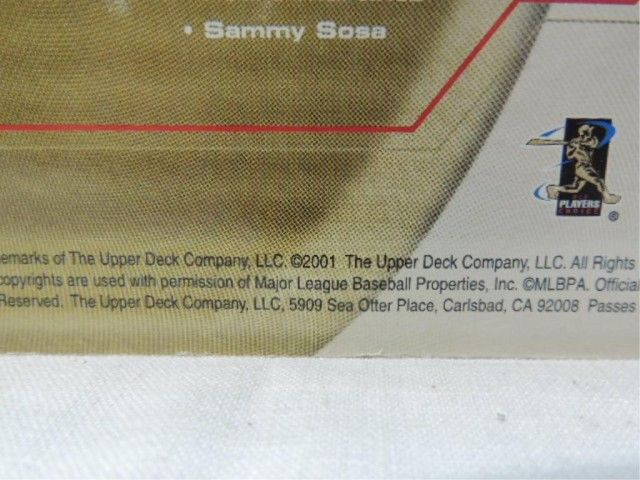 • Sammy Sosa
PLAYERS
CHOICE
®
emarks of The Upper Deck Company, LLC. ©2001 The Upper Deck Company, LLC. All Rights
copyrights are used with permission of Major League Baseball Properties, Inc. ©MLBPA. Official
Reserved. The Upper Deck Company, LLC, 5909 Sea Otter Place, Carlsbad, CA 92008 Passes